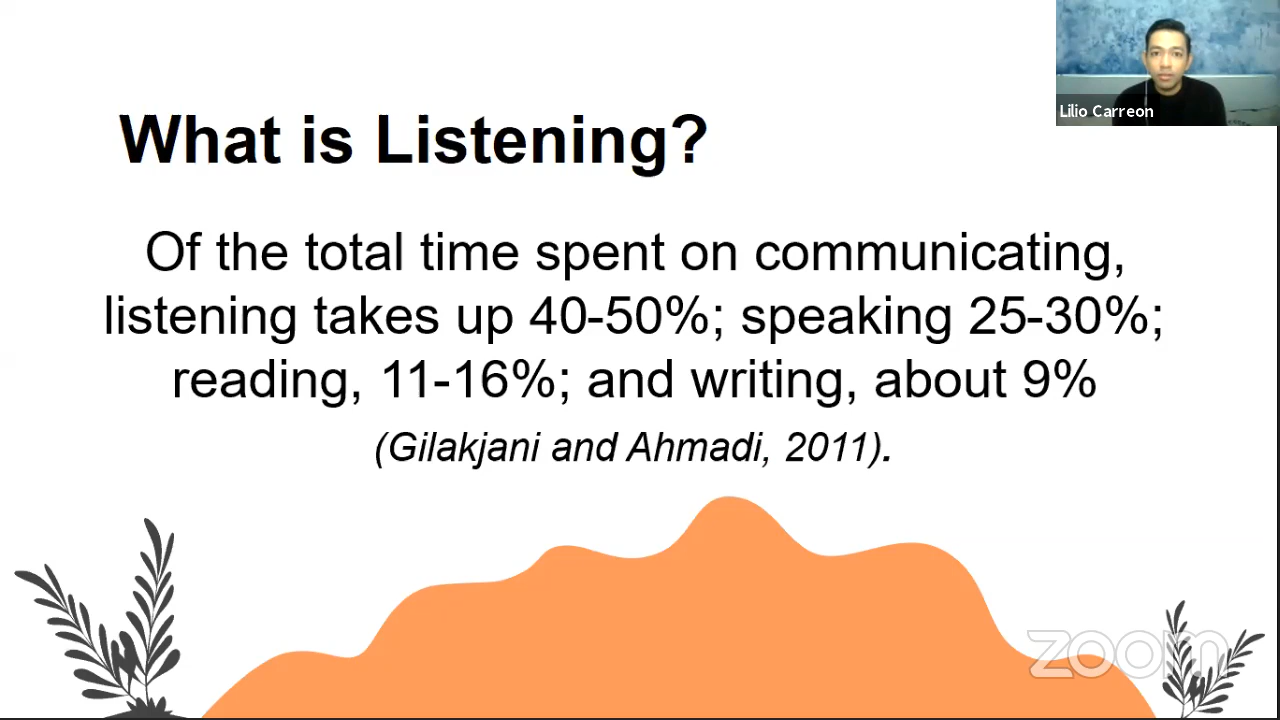 Lilio Carreon
What is Listening?
Of the total time spent on communicating,
listening takes up 40-50%; speaking 25-30%;
reading, 11-16%; and writing, about 9%
(Gilakjani and Ahmadi, 2011).
zoom